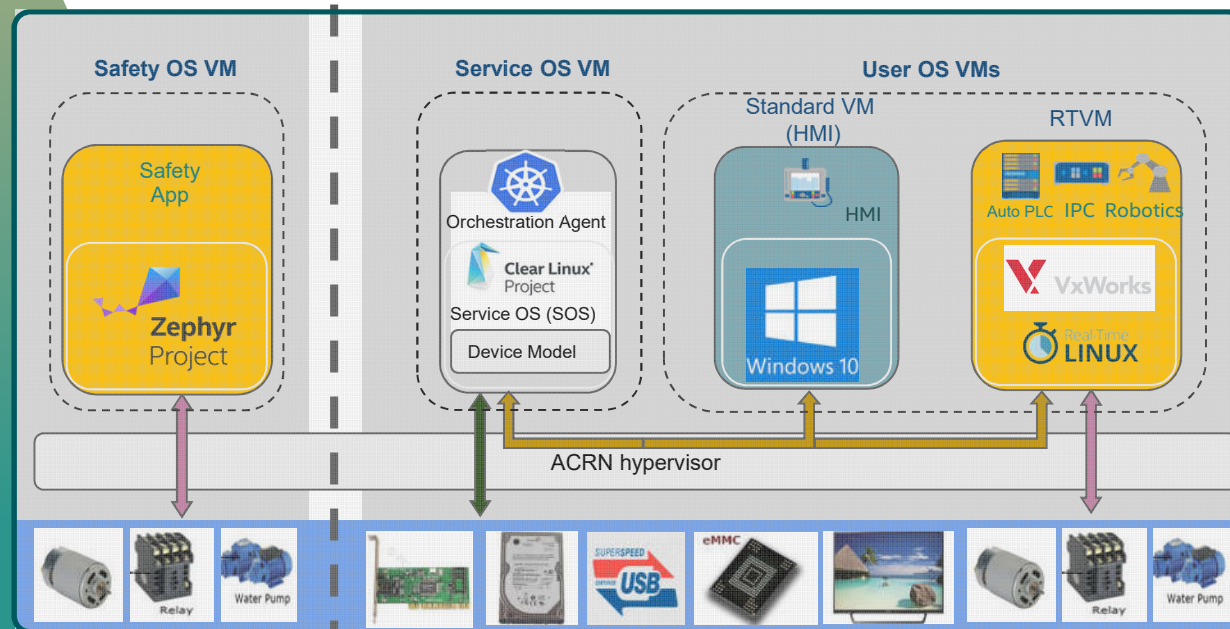 Safety OS VM
Service OS VM
User OS VMs
Safety
App
Zephyr
Project
Orchestration Agent
Clear Linux*
Project
Service OS (SOS)
Device Model
Standard VM
(HMI)
HMI
Windows 10
RTVM
Auto PLC IPC Robotics
VxWorks
Real Time
LINUX
ACRN hypervisor
Relay
Water Pump
SUPERSPEED
CERTIFIED
USB
eMMC
Relay
Water Pump